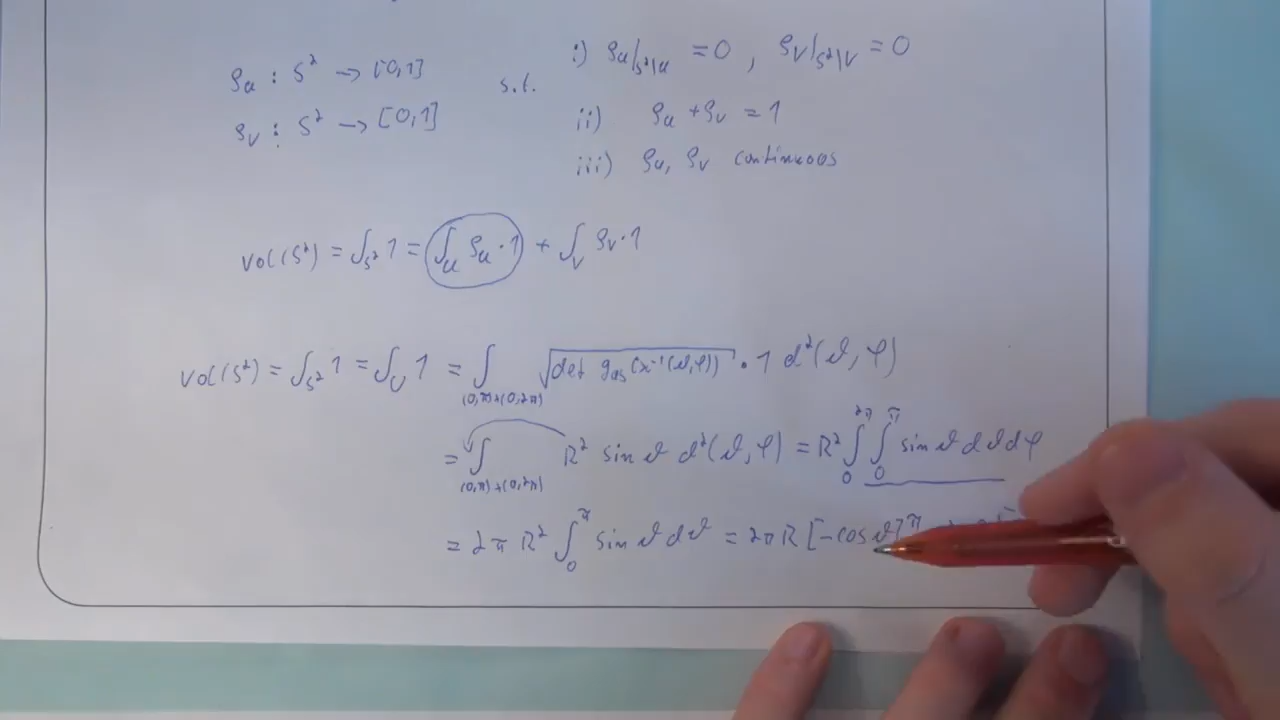 i) ϱ_U|_{S²\U} = 0 , ϱ_V|_{S²\V} = 0
ϱ_U : S² → [0,1]
s.t.
ϱ_V : S² → [0,1]
ii) ϱ_U + ϱ_V = 1
iii) ϱ_U, ϱ_V continuous
vol(S²) = ∫_{S²} 1 = ∫_U ϱ_U · 1 + ∫_V ϱ_V · 1
vol(S²) = ∫_{S²} 1 = ∫_U 1 = ∫_{(0,π)×(0,2π)} √(det g_{as}(x⁻¹(ϑ,φ))) · 1 d²(ϑ, φ)
= ∫_{(0,π)×(0,2π)} R² sin ϑ d²(ϑ, φ) = R² ∫_0^{2π} ∫_0^π sin ϑ dϑ dφ
= 2π R² ∫_0^π sin ϑ dϑ = 2πR [-cos ϑ]^π